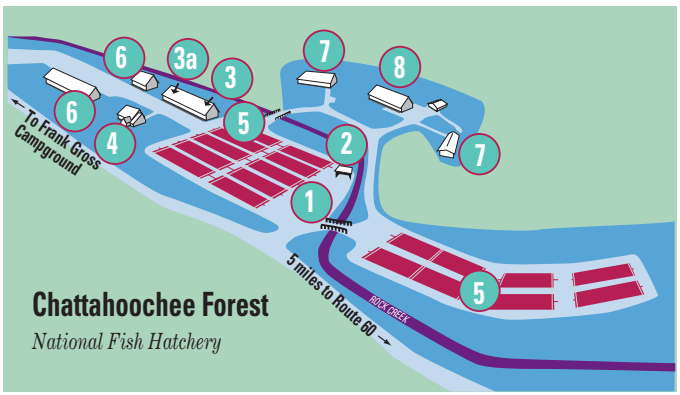 7
6
3a
8
3
6
5
4
2
7
To Frank Gross
Campground
1
5
5 miles to Route 60
ROCK CREEK
Chattahoochee Forest
National Fish Hatchery